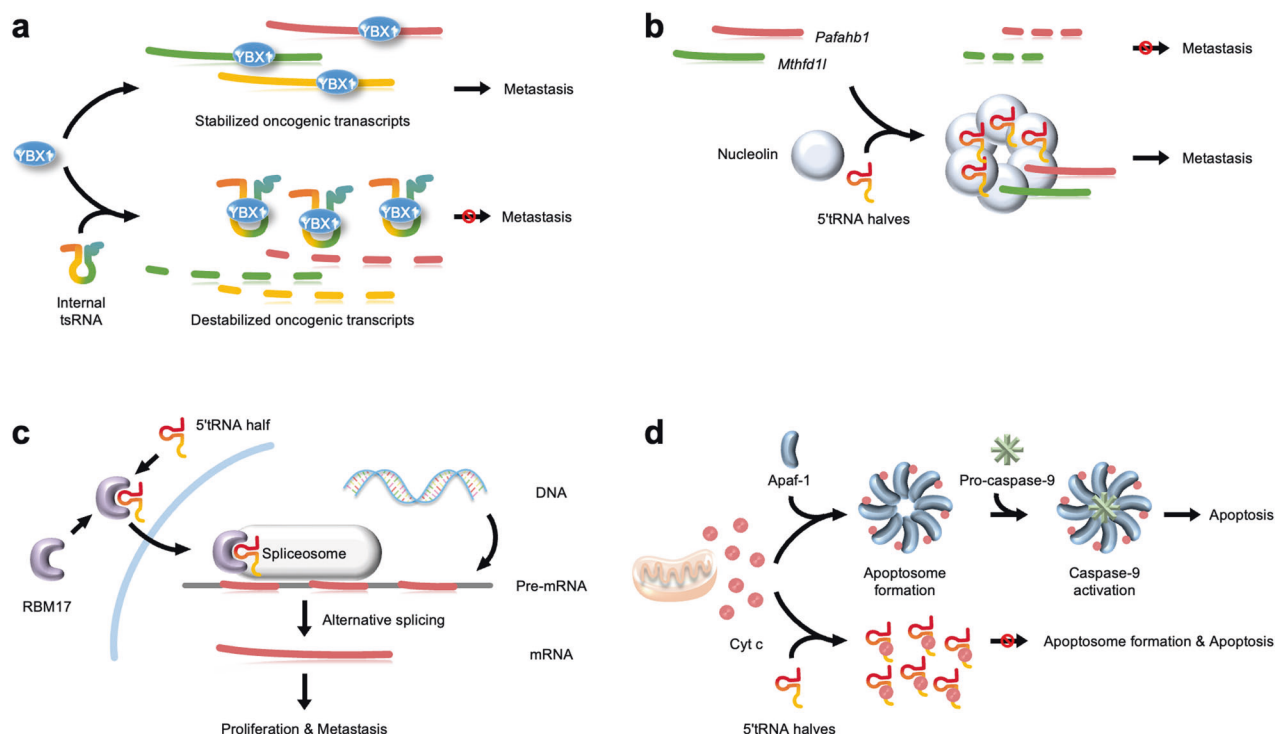 a
YBX1
YBX1
YBX1
Stabilized oncogenic tranascripts
Metastasis
YBX1
YBX1
YBX1
YBX1
Metastasis
Internal
tsRNA
Destabilized oncogenic transcripts
b
Pafahb1
Mthfd1l
Metastasis
Nucleolin
5'tRNA halves
Metastasis
c
5'tRNA half
RBM17
Spliceosome
DNA
Pre-mRNA
Alternative splicing
mRNA
Proliferation & Metastasis
d
Apaf-1
Pro-caspase-9
Apoptosis
Apoptosome
formation
Caspase-9
activation
Cyt c
5'tRNA halves
Apoptosome formation & Apoptosis